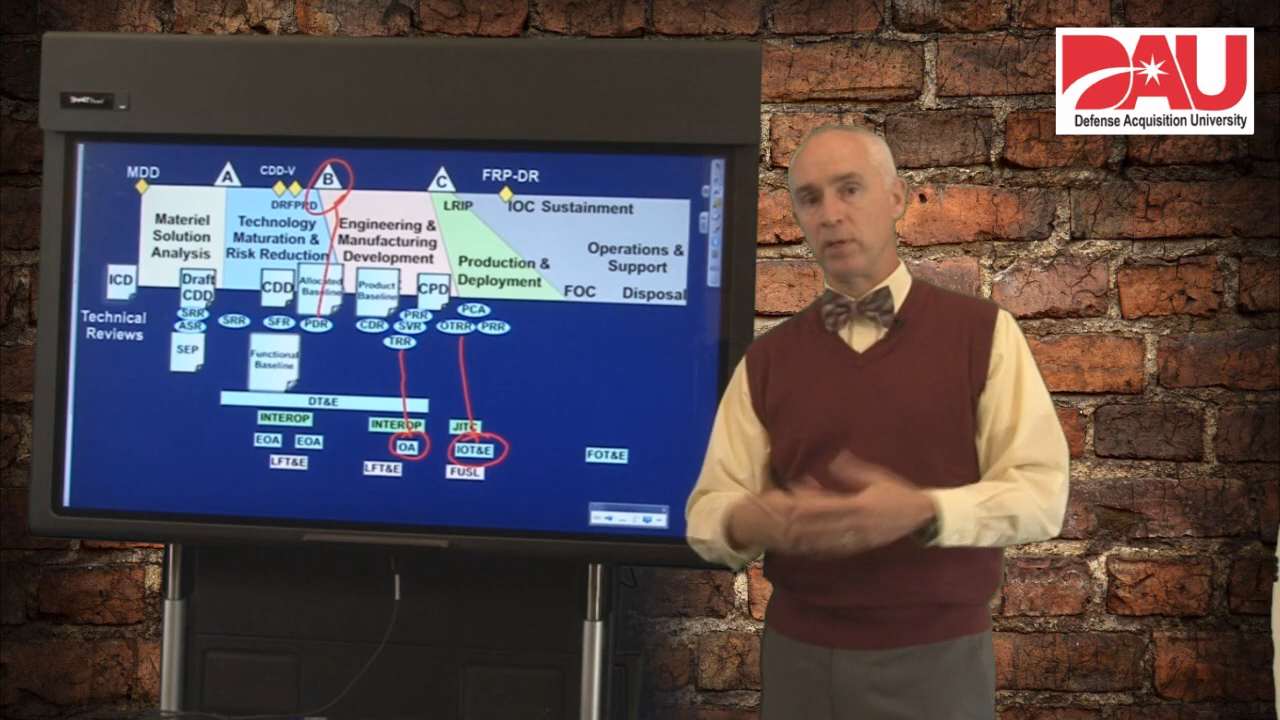 DAU
Defense Acquisition University
MDD
A
CDD-V
B
C
FRP-DR
DRFPRD
LRIP
IOC Sustainment
Materiel
Solution
Analysis
Technology
Maturation &
Risk Reduction
Engineering &
Manufacturing
Development
Production &
Deployment
Operations &
Support
FOC
Disposal
ICD
Draft
CDD
CDD
Allocated
Baseline
Product
Baseline
CPD
Technical
Reviews
SRR
ASR
SRR
SFR
PDR
CDR
PRR
SVR
TRR
PCA
OTRR
PRR
SEP
Functional
Baseline
DT&E
INTEROP
INTEROP
JITC
EOA
EOA
OA
IOT&E
FOT&E
LFT&E
LFT&E
FUSL